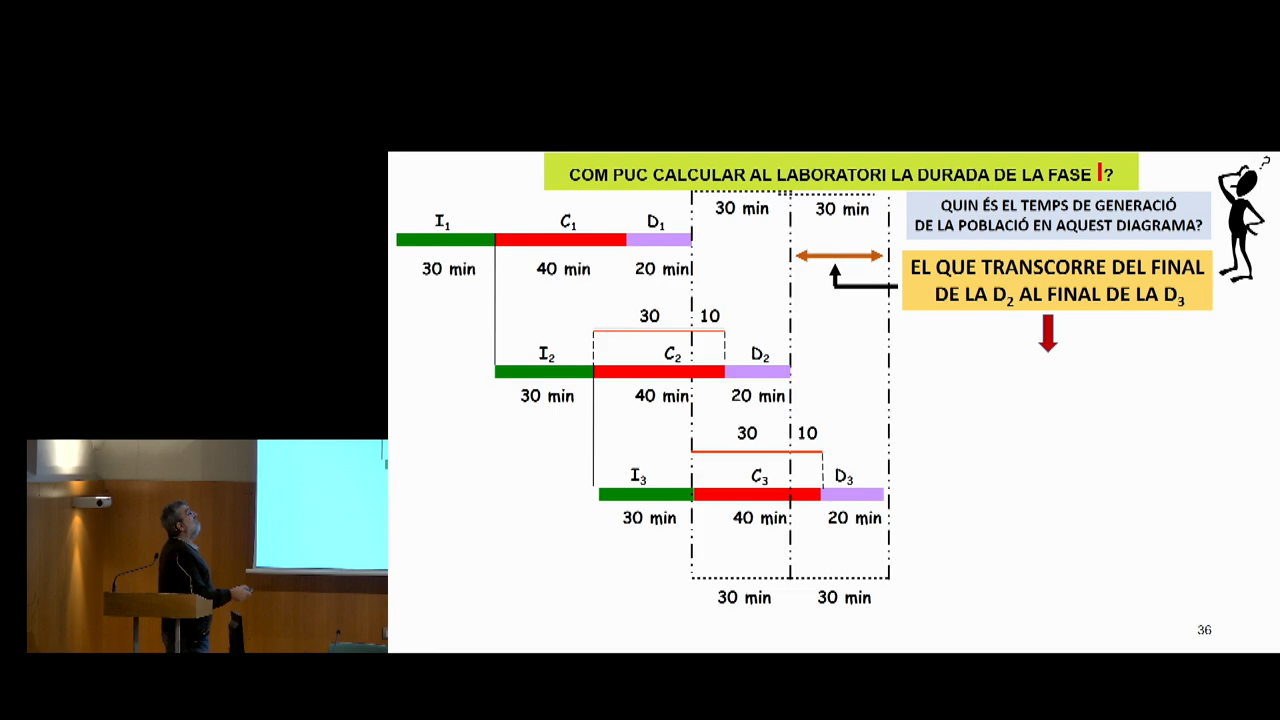 COM PUC CALCULAR AL LABORATORI LA DURADA DE LA FASE I?
QUIN ÉS EL TEMPS DE GENERACIÓ
DE LA POBLACIÓ EN AQUEST DIAGRAMA?
EL QUE TRANSCORRE DEL FINAL
DE LA D2 AL FINAL DE LA D3
?
30 min 30 min
I1 C1 D1
30 min 40 min 20 min
30 10
I2 C2 D2
30 min 40 min 20 min
30 10
I3 C3 D3
30 min 40 min 20 min
30 min 30 min
36